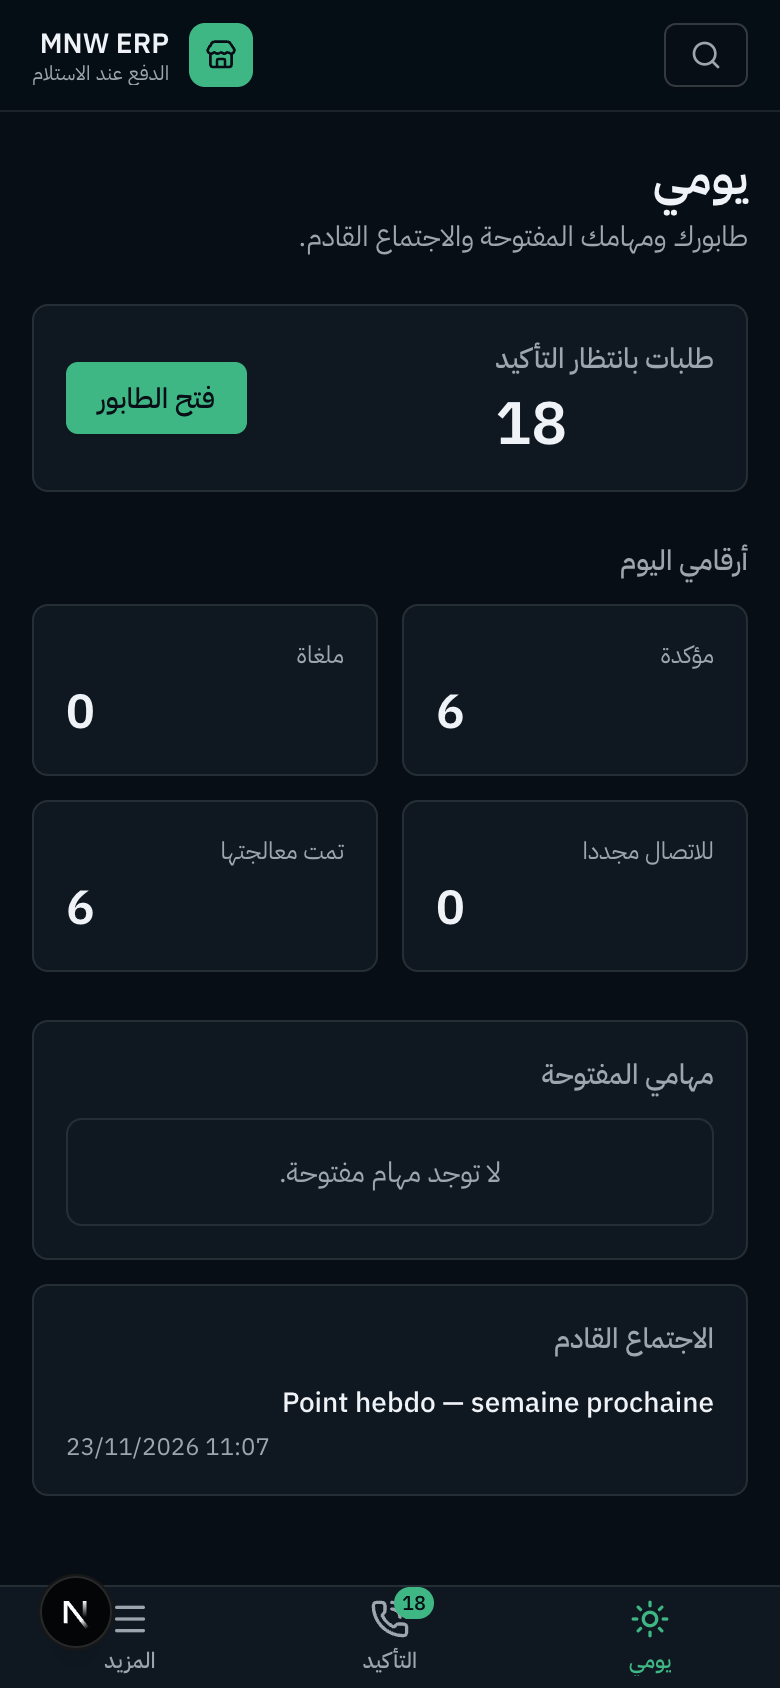 MNW ERP
الدفع عند الاستلام
يومي
طابورك ومهامك المفتوحة والاجتماع القادم.
طلبات بانتظار التأكيد
18
فتح الطابور
أرقامي اليوم
مؤكدة
6
ملغاة
0
للاتصال مجددا
0
تمت معالجتها
6
مهامي المفتوحة
لا توجد مهام مفتوحة.
الاجتماع القادم
Point hebdo — semaine prochaine
23/11/2026 11:07
يومي
18
التأكيد
المزيد
N